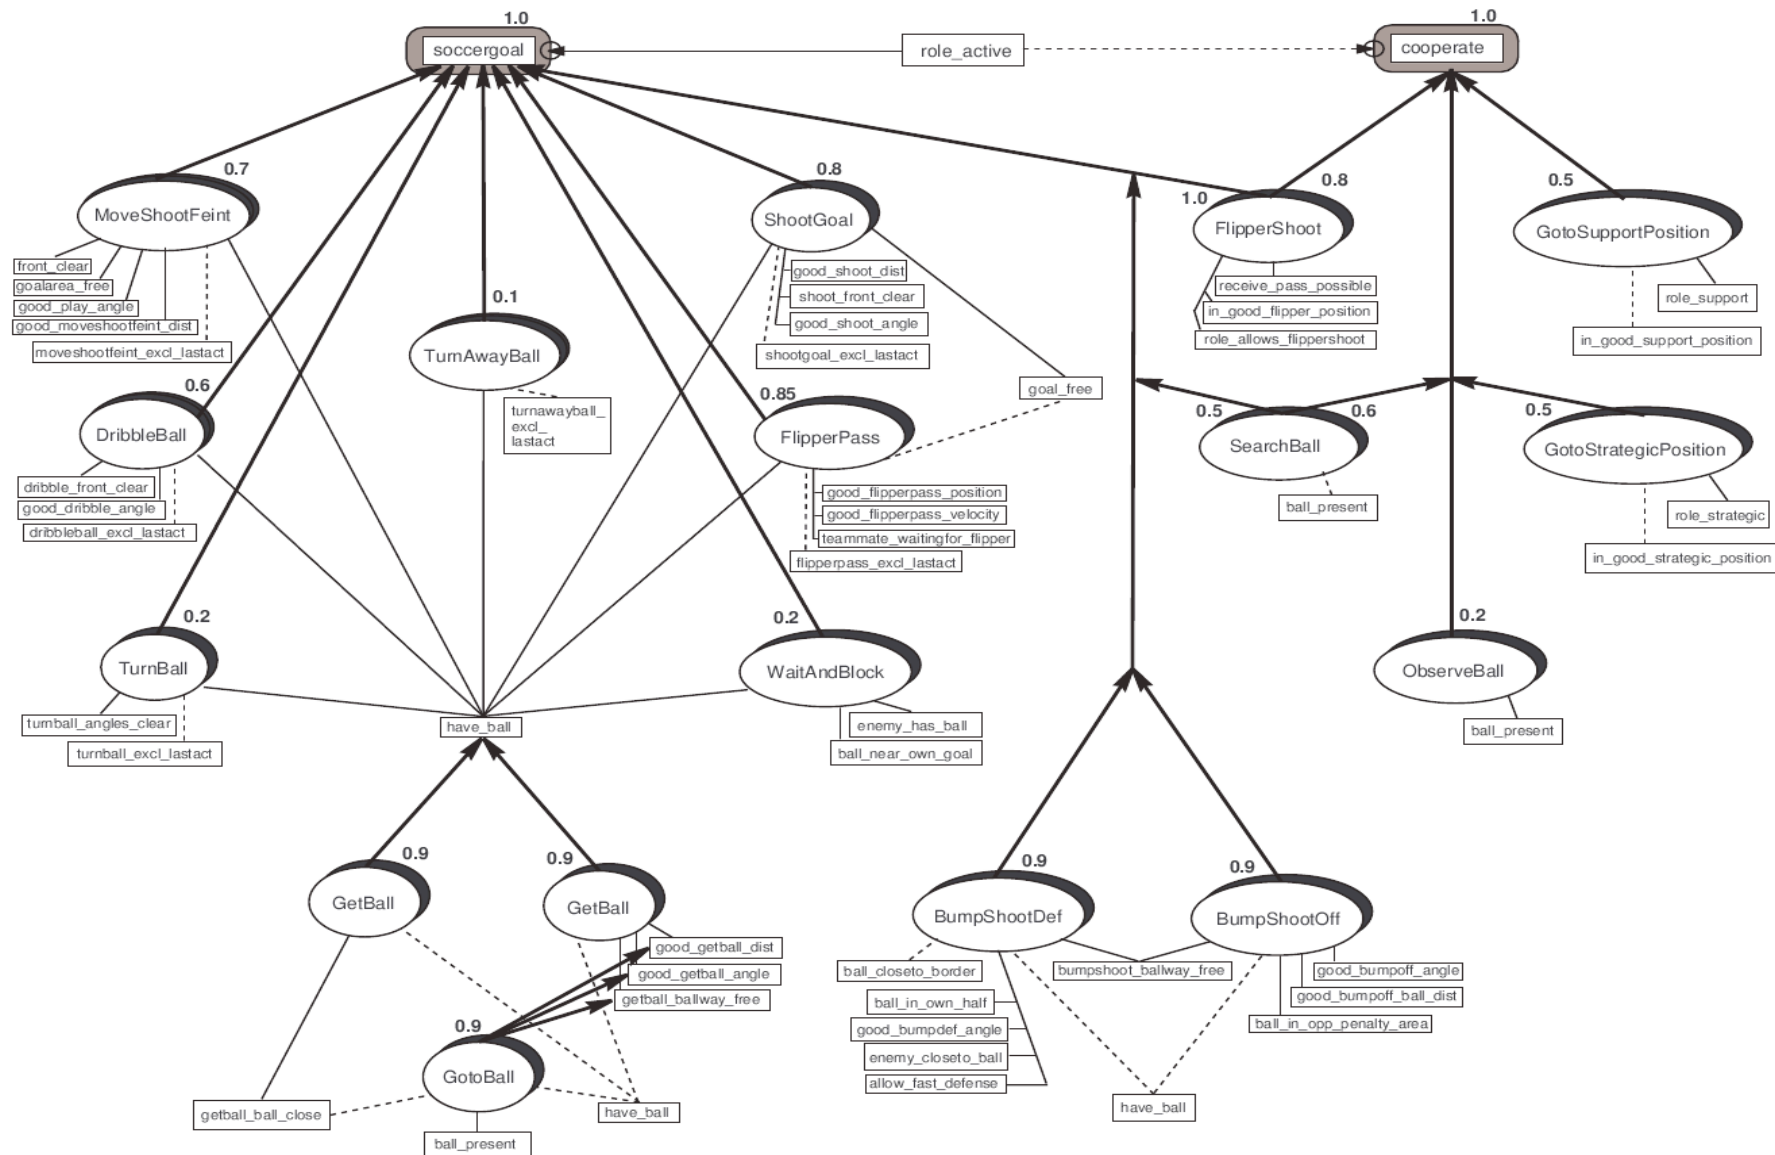 1.0
1.0
soccergoal
role_active
cooperate
0.7
0.8
1.0
0.8
0.5
MoveShootFeint
ShootGoal
FlipperShoot
GotoSupportPosition
front_clear
goalarea_free
good_play_angle
good_moveshootfeint_dist
moveshootfeint_excl_lastact
good_shoot_dist
shoot_front_clear
good_shoot_angle
shootgoal_excl_lastact
receive_pass_possible
in_good_flipper_position
role_allows_flippershoot
role_support
in_good_support_position
0.1
TurnAwayBall
turnawayball_
excl_
lastact
goal_free
0.6
DribbleBall
dribble_front_clear
good_dribble_angle
dribbleball_excl_lastact
0.85
FlipperPass
good_flipperpass_position
good_flipperpass_velocity
teammate_waitingfor_flipper
flipperpass_excl_lastact
0.5
0.6
SearchBall
ball_present
0.5
GotoStrategicPosition
role_strategic
in_good_strategic_position
0.2
TurnBall
turnball_angles_clear
turnball_excl_lastact
have_ball
0.2
WaitAndBlock
enemy_has_ball
ball_near_own_goal
0.2
ObserveBall
ball_present
0.9
GetBall
0.9
GetBall
good_getball_dist
good_getball_angle
getball_ballway_free
0.9
GotoBall
getball_ball_close
have_ball
ball_present
0.9
BumpShootDef
0.9
BumpShootOff
ball_closeto_border
bumpshoot_ballway_free
good_bumpoff_angle
ball_in_own_half
good_bumpoff_ball_dist
good_bumpdef_angle
ball_in_opp_penalty_area
enemy_closeto_ball
allow_fast_defense
have_ball